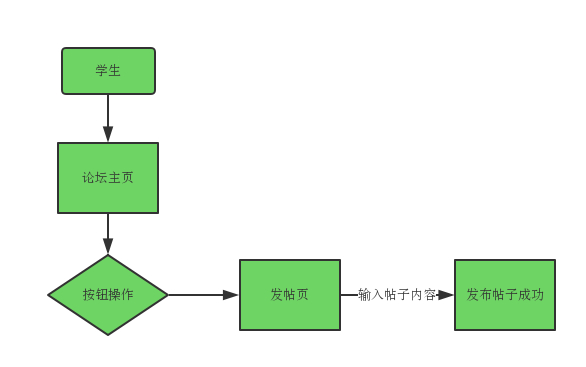 学生
论坛主页
按钮操作
发帖页
输入帖子内容
发布帖子成功